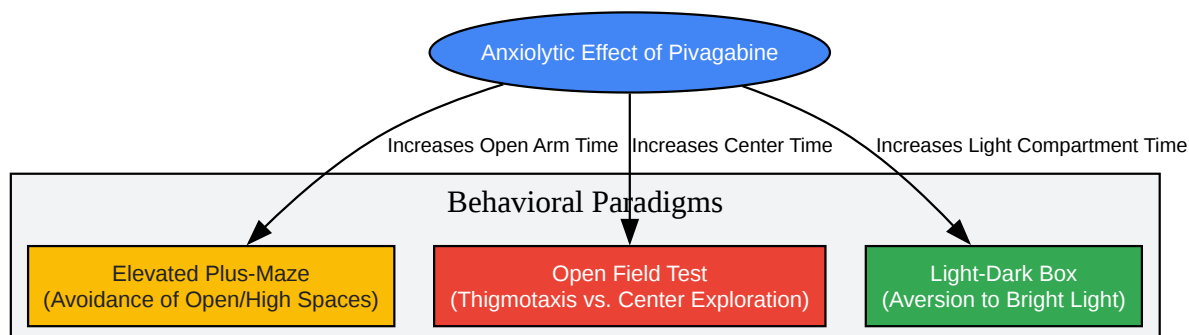 Anxiolytic Effect of Pivagabine
Increases Open Arm Time
Increases Center Time
Increases Light Compartment Time
Behavioral Paradigms
Elevated Plus-Maze
(Avoidance of Open/High Spaces)
Open Field Test
(Thigmotaxis vs. Center Exploration)
Light-Dark Box
(Aversion to Bright Light)